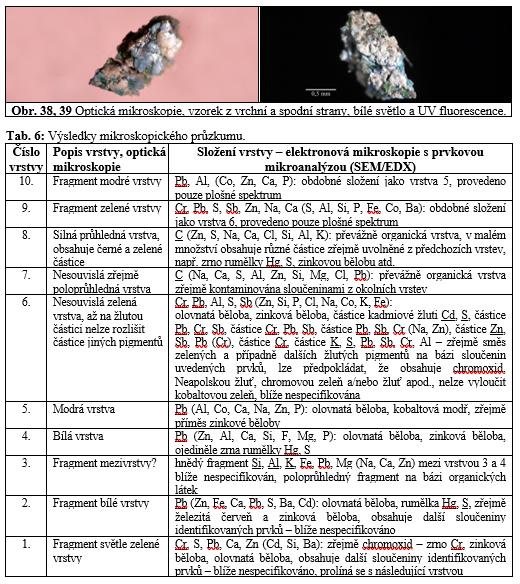 0,5 mm
Obr. 38, 39 Optická mikroskopie, vzorek z vrchní a spodní strany, bílé světlo a UV fluorescence.
Tab. 6: Výsledky mikroskopického průzkumu.
Číslo vrstvy
Popis vrstvy, optická mikroskopie
Složení vrstvy – elektronová mikroskopie s prvkovou mikroanalýzou (SEM/EDX)
10.
Fragment modré vrstvy
Pb, Al, (Co, Zn, Ca, P): obdobné složení jako vrstva 5, provedeno
pouze plošné spektrum
9.
Fragment zelené vrstvy
Cr, Pb, S, Sb, Zn, Na, Ca (S, Al, Si, P, Fe, Co, Ba): obdobné složení
jako vrstva 6, provedeno pouze plošné spektrum
8
Silná průhledná vrstva,
obsahuje černé a zelené
částice
C (Zn, S, Na, Ca, Cl, Si, Al, K): převážně organická vrstva, v malém
množství obsahuje různé částice zřejmě uvolněné z předchozích vrstev,
např. zrno rumělky Hg, S, zinkovou bělobu atd.
7.
Nesouvislá zřejmě
poloprůhledná vrstva
C (Na, Ca, S, Al, Zn, Si, Mg, Cl, Pb): převážně organická vrstva
zřejmě kontaminována sloučeninami z okolních vrstev
6.
Nesouvislá zelená
vrstva, až na žlutou
částici nelze rozlišit
částice jiných pigmentů
Cr, Pb, Al, S, Sb (Zn, Si, P, Cl, Na, Co, K, Fe):
olovnatá běloba, zinková běloba, částice kadmiové žluti Cd, S, částice
Pb, Cr, Sb, částice Cr, Pb, Sb, částice Pb, Sb, Cr (Na, Zn), částice Zn,
Sb, Pb (Cr), částice Cr, částice K, S, Pb, Sb, Cr, Al – zřejmě směs
zelených a případně dalších žlutých pigmentů na bázi sloučenin
uvedených prvků, lze předpokládat, že obsahuje chromoxid,
Neapolskou žluť, chromovou zeleň a/nebo žluť apod., nelze vyloučit
kobaltovou zeleň, blíže nespecifikována
5.
Modrá vrstva
Pb (Al, Co, Ca, Na, Zn, P): olovnatá běloba, kobaltová modř, zřejmě
příměs zinkové běloby
4.
Bílá vrstva
Pb (Zn, Al, Ca, Si, F, Mg, P): olovnatá běloba, zinková běloba,
ojediněle zrna rumělky Hg, S
3.
Fragment mezivrstvy?
hnědý fragment Si, Al, K, Fe, Pb, Mg (Na, Ca, Zn) mezi vrstvou 3 a 4
blíže nespecifikován, poloprůhledný fragment na bázi organických
látek
2.
Fragment bílé vrstvy
Pb (Zn, Fe, Ca, Pb, S, Ba, Cd): olovnatá běloba, rumělka Hg, S, zřejmě
železitá červeň a zinková běloba, obsahuje další sloučeniny
identifikovaných prvků – blíže nespecifikováno
1.
Fragment světle zelené
vrstvy
Cr, S, Pb, Ca, Zn (Cd, Si, Ba): zřejmě chromoxid – zrno Cr, zinková
běloba, olovnatá běloba, obsahuje další sloučeniny identifikovaných
prvků – blíže nespecifikováno, prolíná se s následující vrstvou